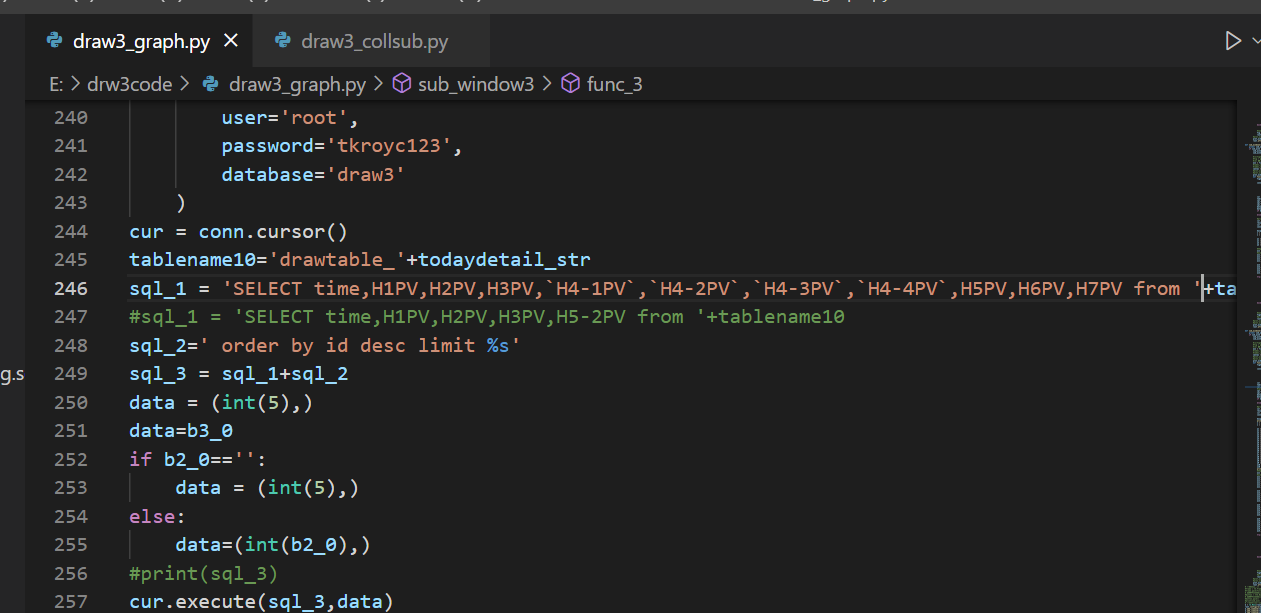 draw3_graph.py
draw3_collsub.py
E: > drw3code > draw3_graph.py > sub_window3 > func_3
240 user='root',
241 password='tkroyc123',
242 database='draw3'
243 )
244 cur = conn.cursor()
245 tablename10='drawtable_'+todaydetail_str
246 sql_1 = 'SELECT time,H1PV,H2PV,H3PV,`H4-1PV`,`H4-2PV`,`H4-3PV`,`H4-4PV`,H5PV,H6PV,H7PV from '+ta
247 #sql_1 = 'SELECT time,H1PV,H2PV,H3PV,H5-2PV from '+tablename10
248 sql_2=' order by id desc limit %s'
g.s
249 sql_3 = sql_1+sql_2
250 data = (int(5),)
251 data=b3_0
252 if b2_0=='':
253 data = (int(5),)
254 else:
255 data=(int(b2_0),)
256 #print(sql_3)
257 cur.execute(sql_3,data)